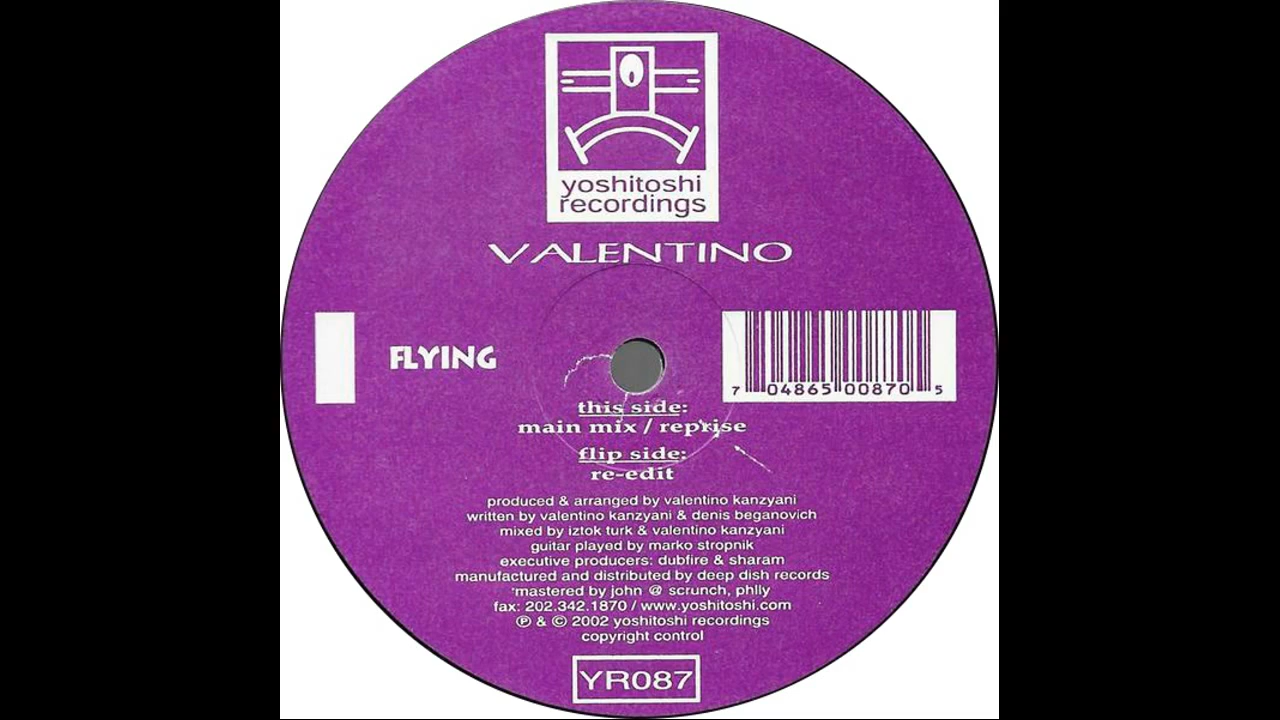 yoshitoshi
recordings
VALENTINO
FLYING
7 04865 00870 5
this side:
main mix / reprise
flip side:
re-edit
produced & arranged by valentino kanzyani
written by valentino kanzyani & denis beganovich
mixed by iztok turk & valentino kanzyani
guitar played by marko stropnik
executive producers: dubfire & sharam
manufactured and distributed by deep dish records
mastered by john @ scrunch, phlly
fax: 202.342.1870 / www.yoshitoshi.com
℗ & © 2002 yoshitoshi recordings
copyright control
YR087